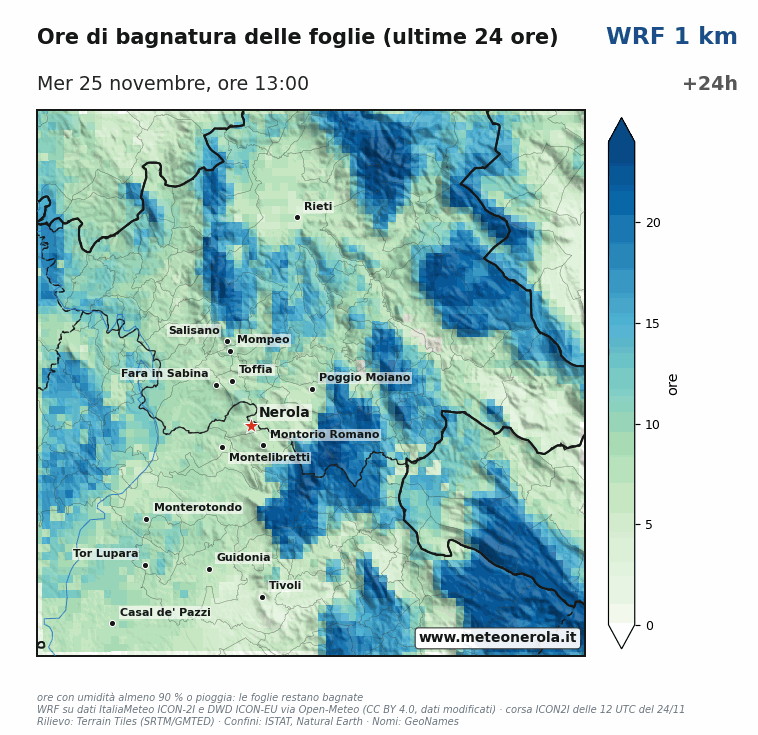 Ore di bagnatura delle foglie (ultime 24 ore)
WRF 1 km
Mer 25 novembre, ore 13:00
+24h
Rieti
Salisano
Mompeo
Fara in Sabina
Toffia
Poggio Moiano
Nerola
Montorio Romano
Montelibretti
Monterotondo
Tor Lupara
Guidonia
Tivoli
Casal de' Pazzi
www.meteonerola.it
20
15
10
5
0
ore
ore con umidità almeno 90 % o pioggia: le foglie restano bagnate
WRF su dati ItaliaMeteo ICON-2I e DWD ICON-EU via Open-Meteo (CC BY 4.0, dati modificati) · corsa ICON2I delle 12 UTC del 24/11
Rilievo: Terrain Tiles (SRTM/GMTED) · Confini: ISTAT, Natural Earth · Nomi: GeoNames